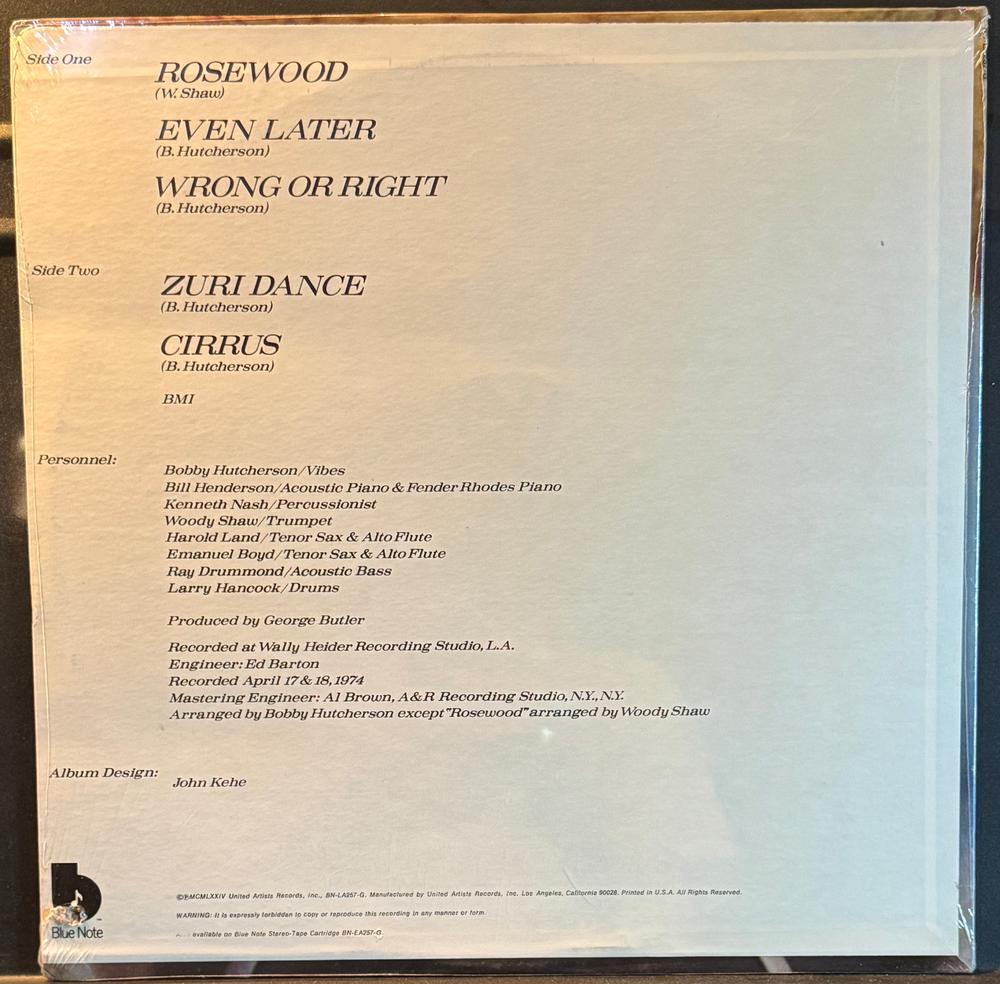 Side One
ROSEWOOD
(W. Shaw)
EVEN LATER
(B. Hutcherson)
WRONG OR RIGHT
(B. Hutcherson)
Side Two
ZURI DANCE
(B. Hutcherson)
CIRRUS
(B. Hutcherson)
BMI
Personnel:
Bobby Hutcherson/Vibes
Bill Henderson/Acoustic Piano & Fender Rhodes Piano
Kenneth Nash/Percussionist
Woody Shaw/Trumpet
Harold Land/Tenor Sax & Alto Flute
Emanuel Boyd/Tenor Sax & Alto Flute
Ray Drummond/Acoustic Bass
Larry Hancock/Drums
Produced by George Butler
Recorded at Wally Heider Recording Studio, L.A.
Engineer: Ed Barton
Recorded April 17 & 18, 1974
Mastering Engineer: Al Brown, A&R Recording Studio, N.Y., N.Y.
Arranged by Bobby Hutcherson except "Rosewood" arranged by Woody Shaw
Album Design:
John Kehe
b
Blue Note
©℗MCMLXXIV United Artists Records, Inc., BN-LA257-G. Manufactured by United Artists Records, Inc. Los Angeles, California 90028. Printed in U.S.A. All Rights Reserved.
WARNING: It is expressly forbidden to copy or reproduce this recording in any manner or form.
available on Blue Note Stereo-Tape Cartridge BN-EA257-G.